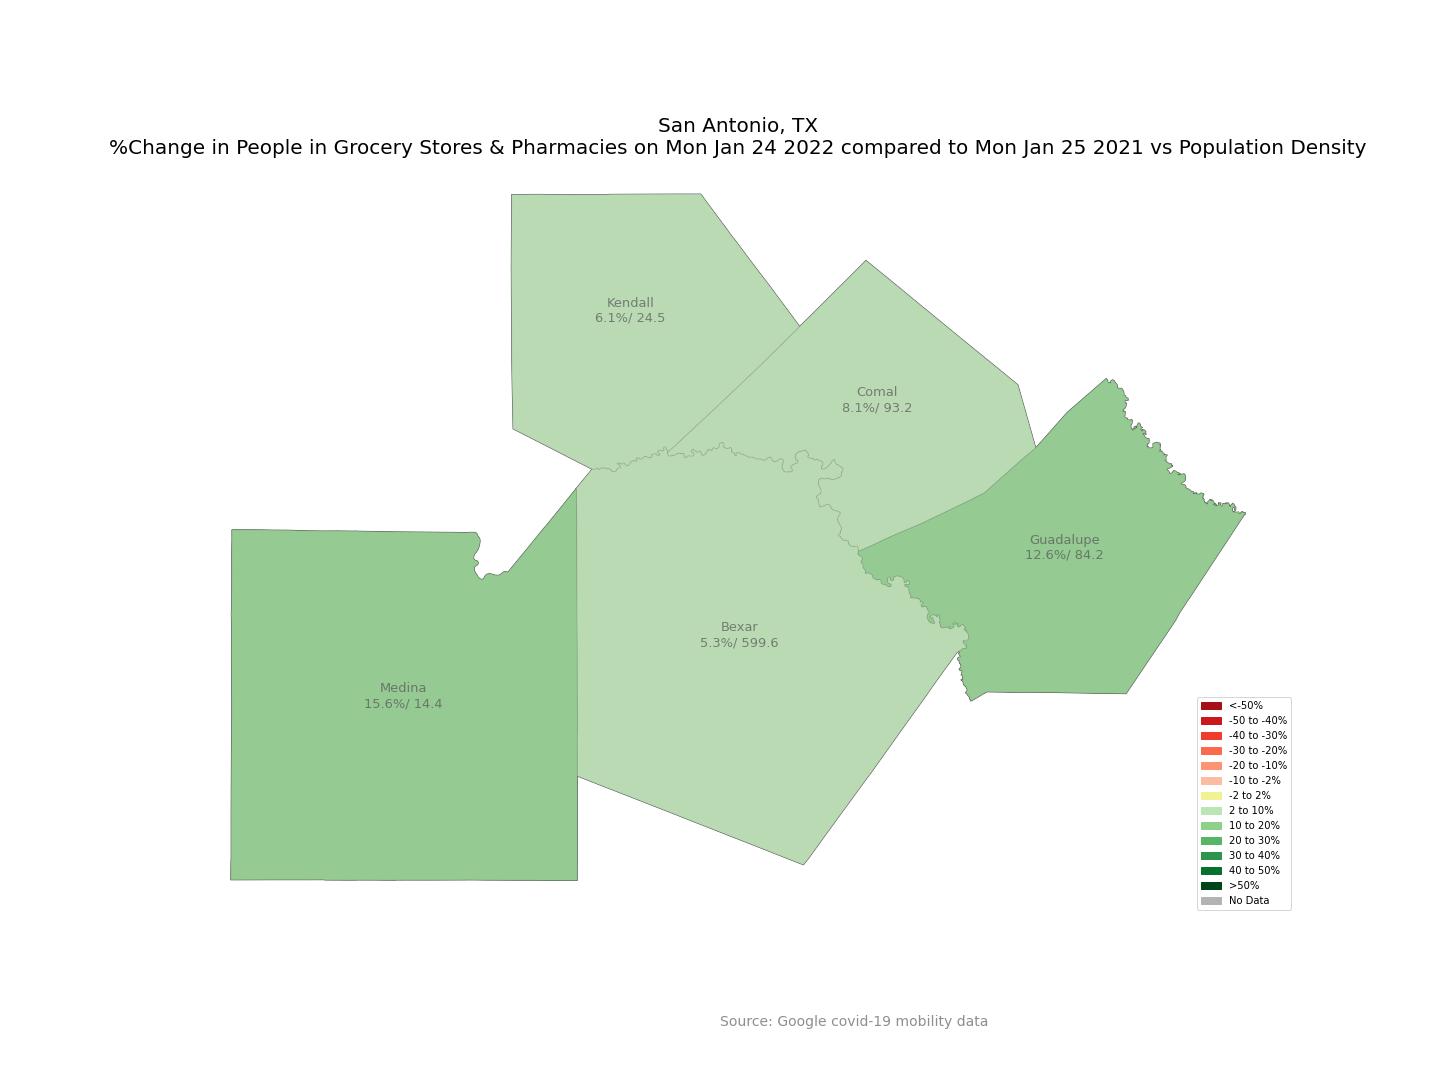 San Antonio, TX
%Change in People in Grocery Stores & Pharmacies on Mon Jan 24 2022 compared to Mon Jan 25 2021 vs Population Density
Kendall
6.1%/ 24.5
Comal
8.1%/ 93.2
Guadalupe
12.6%/ 84.2
Bexar
5.3%/ 599.6
Medina
15.6%/ 14.4
<-50%
-50 to -40%
-40 to -30%
-30 to -20%
-20 to -10%
-10 to -2%
-2 to 2%
2 to 10%
10 to 20%
20 to 30%
30 to 40%
40 to 50%
>50%
No Data
Source: Google covid-19 mobility data